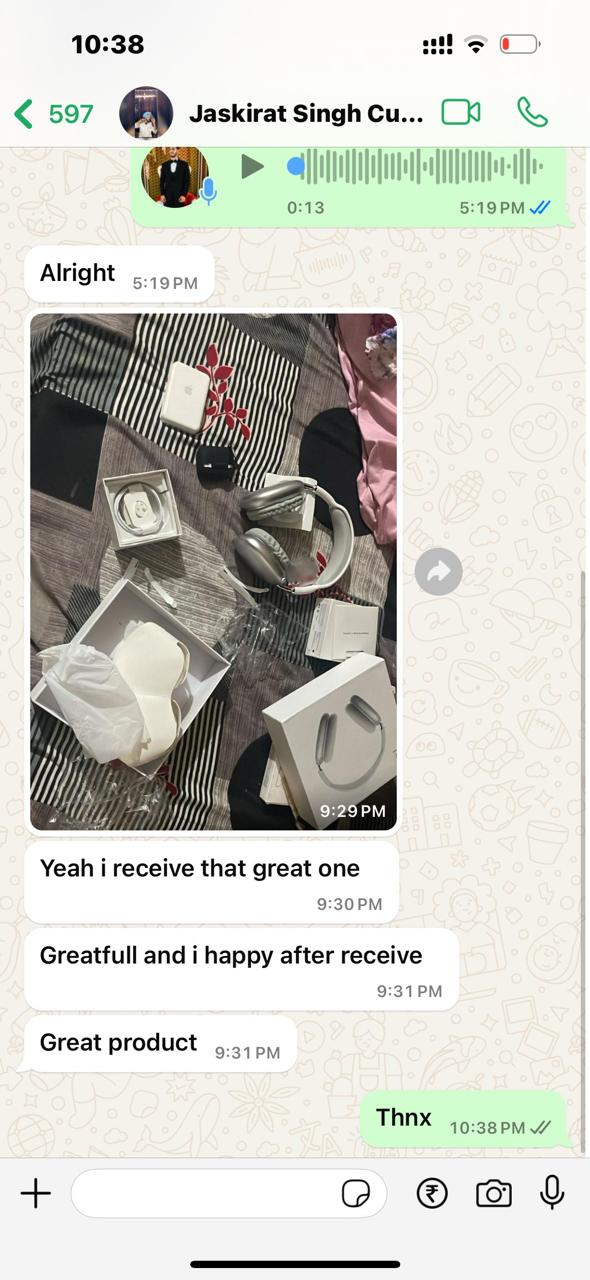 10:38
597
Jaskirat Singh Cu...
0:13
5:19 PM
Alright
5:19 PM
9:29 PM
Yeah i receive that great one
9:30 PM
Greatfull and i happy after receive
9:31 PM
Great product
9:31 PM
Thnx
10:38 PM
₹